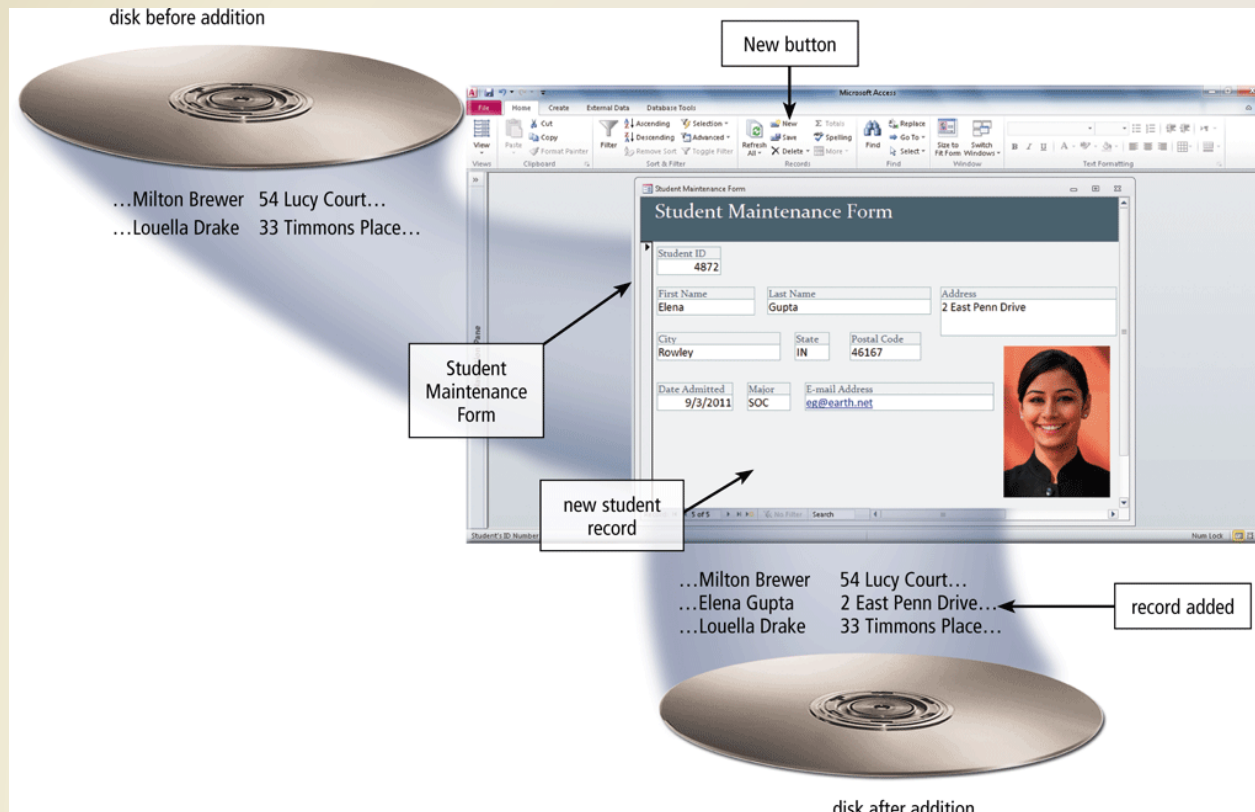 disk before addition
…Milton Brewer 54 Lucy Court…
…Louella Drake 33 Timmons Place…
New button
Microsoft Access
File Home Create External Data Database Tools
View
Views
Paste
Cut
Copy
Format Painter
Clipboard
Filter
Ascending
Descending
Remove Sort
Selection
Advanced
Toggle Filter
Sort & Filter
Refresh All
New
Save
Delete
Totals
Spelling
More
Records
Find
Replace
Go To
Select
Find
Size to Fit Form
Switch Windows
Window
B I U A
Text Formatting
Student Maintenance Form
Student Maintenance Form
Student ID
4872
First Name Last Name Address
Elena Gupta 2 East Penn Drive
City State Postal Code
Rowley IN 46167
Date Admitted Major E-mail Address
9/3/2011 SOC eg@earth.net
Pane
Student
Maintenance
Form
new student
record
5 of 5 No Filter Search
Student's ID Number
Num Lock
…Milton Brewer 54 Lucy Court…
…Elena Gupta 2 East Penn Drive…
…Louella Drake 33 Timmons Place…
record added
disk after addition